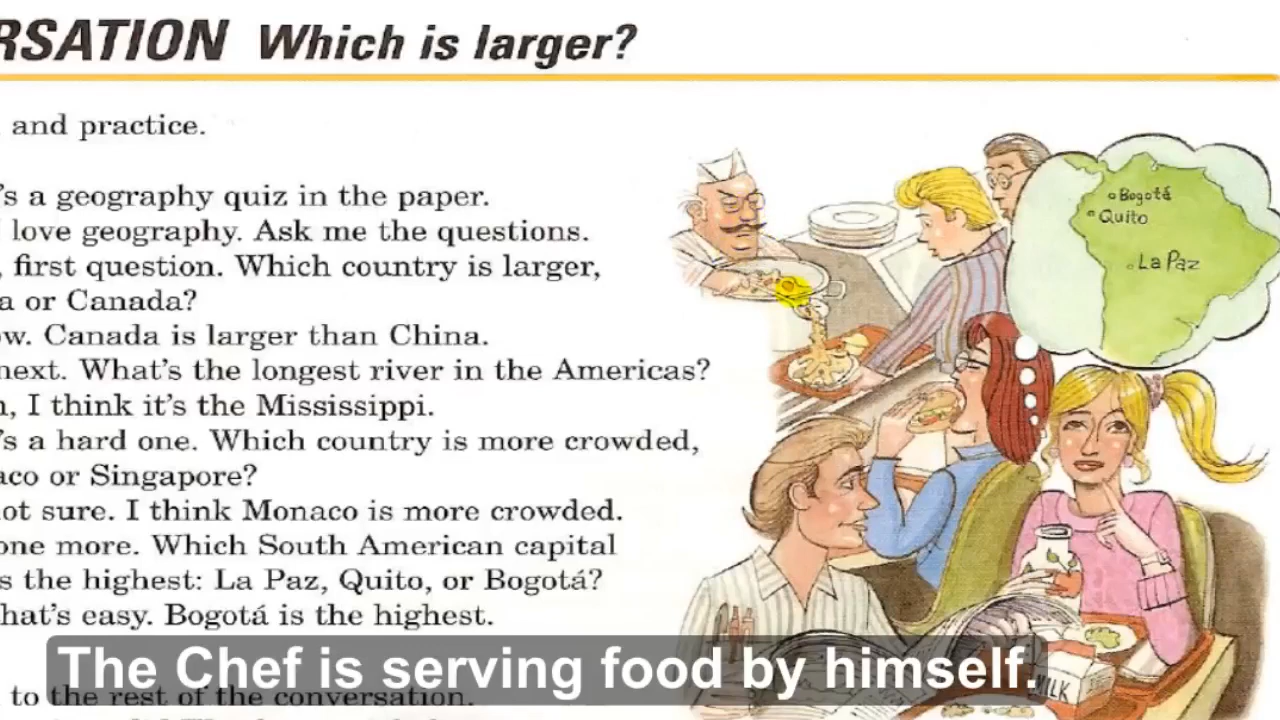 RSATION Which is larger?
and practice.
's a geography quiz in the paper.
love geography. Ask me the questions.
, first question. Which country is larger,
a or Canada?
ow. Canada is larger than China.
next. What's the longest river in the Americas?
, I think it's the Mississippi.
's a hard one. Which country is more crowded,
aco or Singapore?
ot sure. I think Monaco is more crowded.
one more. Which South American capital
s the highest: La Paz, Quito, or Bogotá?
hat's easy. Bogotá is the highest.
to the rest of the conversation.
Bogotá
Quito
La Paz
MILK
The Chef is serving food by himself.